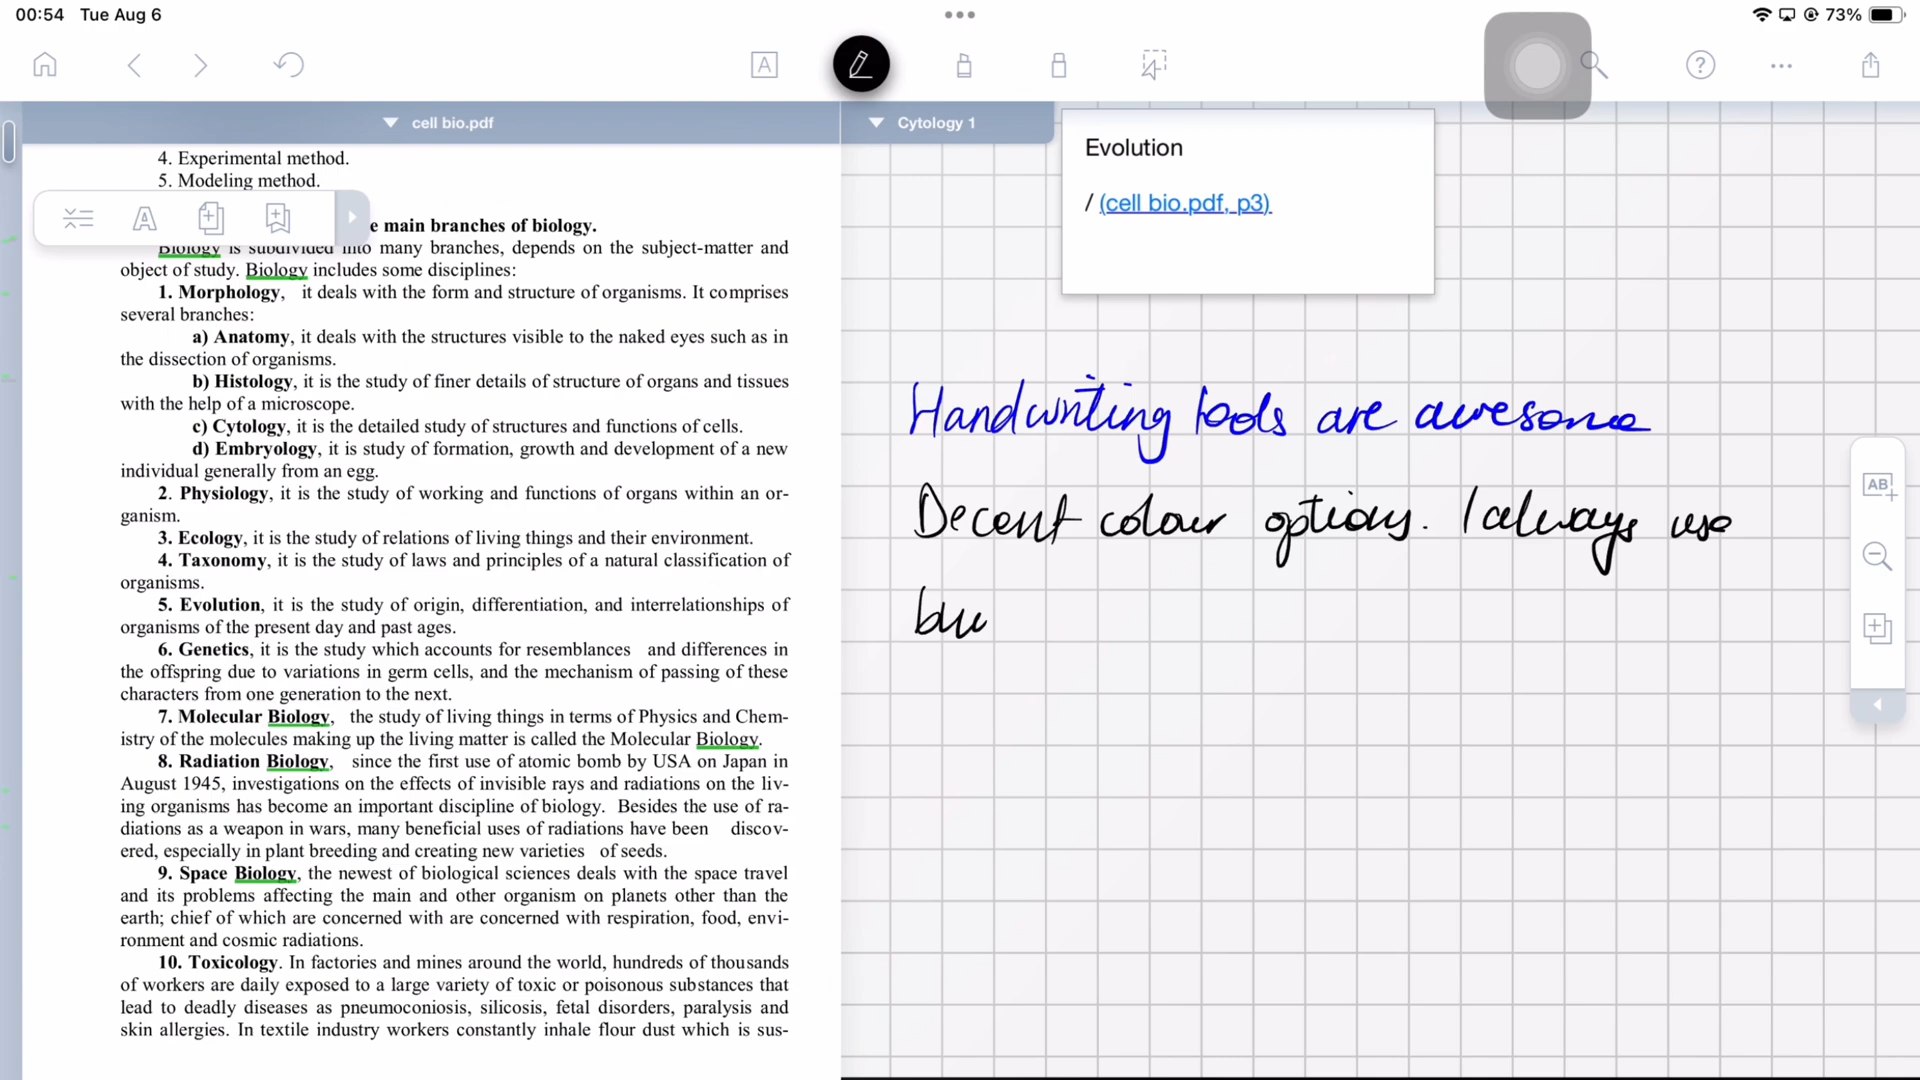 00:54 Tue Aug 6
73%
A
?
cell bio.pdf
Cytology 1
4. Experimental method.
5. Modeling method.
A
e main branches of biology.
Biology is subdivided into many branches, depends on the subject-matter and
object of study. Biology includes some disciplines:
1. Morphology, it deals with the form and structure of organisms. It comprises
several branches:
a) Anatomy, it deals with the structures visible to the naked eyes such as in
the dissection of organisms.
b) Histology, it is the study of finer details of structure of organs and tissues
with the help of a microscope.
c) Cytology, it is the detailed study of structures and functions of cells.
d) Embryology, it is study of formation, growth and development of a new
individual generally from an egg.
2. Physiology, it is the study of working and functions of organs within an or-
ganism.
3. Ecology, it is the study of relations of living things and their environment.
4. Taxonomy, it is the study of laws and principles of a natural classification of
organisms.
5. Evolution, it is the study of origin, differentiation, and interrelationships of
organisms of the present day and past ages.
6. Genetics, it is the study which accounts for resemblances and differences in
the offspring due to variations in germ cells, and the mechanism of passing of these
characters from one generation to the next.
7. Molecular Biology, the study of living things in terms of Physics and Chem-
istry of the molecules making up the living matter is called the Molecular Biology.
8. Radiation Biology, since the first use of atomic bomb by USA on Japan in
August 1945, investigations on the effects of invisible rays and radiations on the liv-
ing organisms has become an important discipline of biology. Besides the use of ra-
diations as a weapon in wars, many beneficial uses of radiations have been discov-
ered, especially in plant breeding and creating new varieties of seeds.
9. Space Biology, the newest of biological sciences deals with the space travel
and its problems affecting the main and other organism on planets other than the
earth; chief of which are concerned with are concerned with respiration, food, envi-
ronment and cosmic radiations.
10. Toxicology. In factories and mines around the world, hundreds of thousands
of workers are daily exposed to a large variety of toxic or poisonous substances that
lead to deadly diseases as pneumoconiosis, silicosis, fetal disorders, paralysis and
skin allergies. In textile industry workers constantly inhale flour dust which is sus-
Evolution
/ (cell bio.pdf, p3)
Handwriting tools are awesome
Decent colour options. I always use
blu
AB